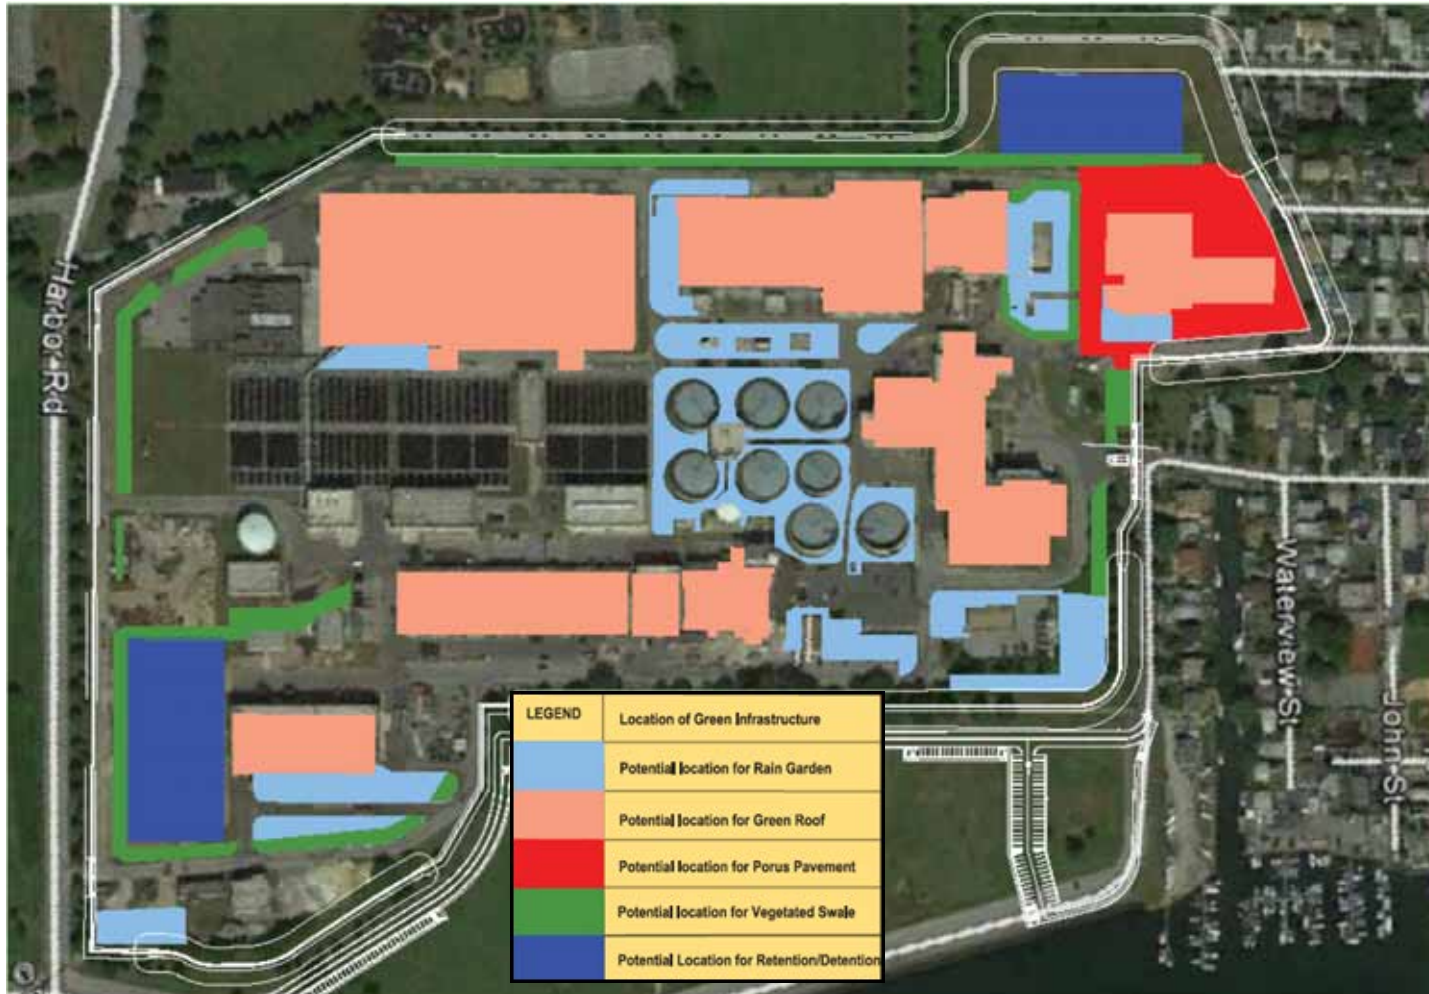 Harbor Rd
Waterview St
John St
LEGEND
Location of Green Infrastructure
Potential location for Rain Garden
Potential location for Green Roof
Potential location for Porus Pavement
Potential location for Vegetated Swale
Potential Location for Retention/Detention